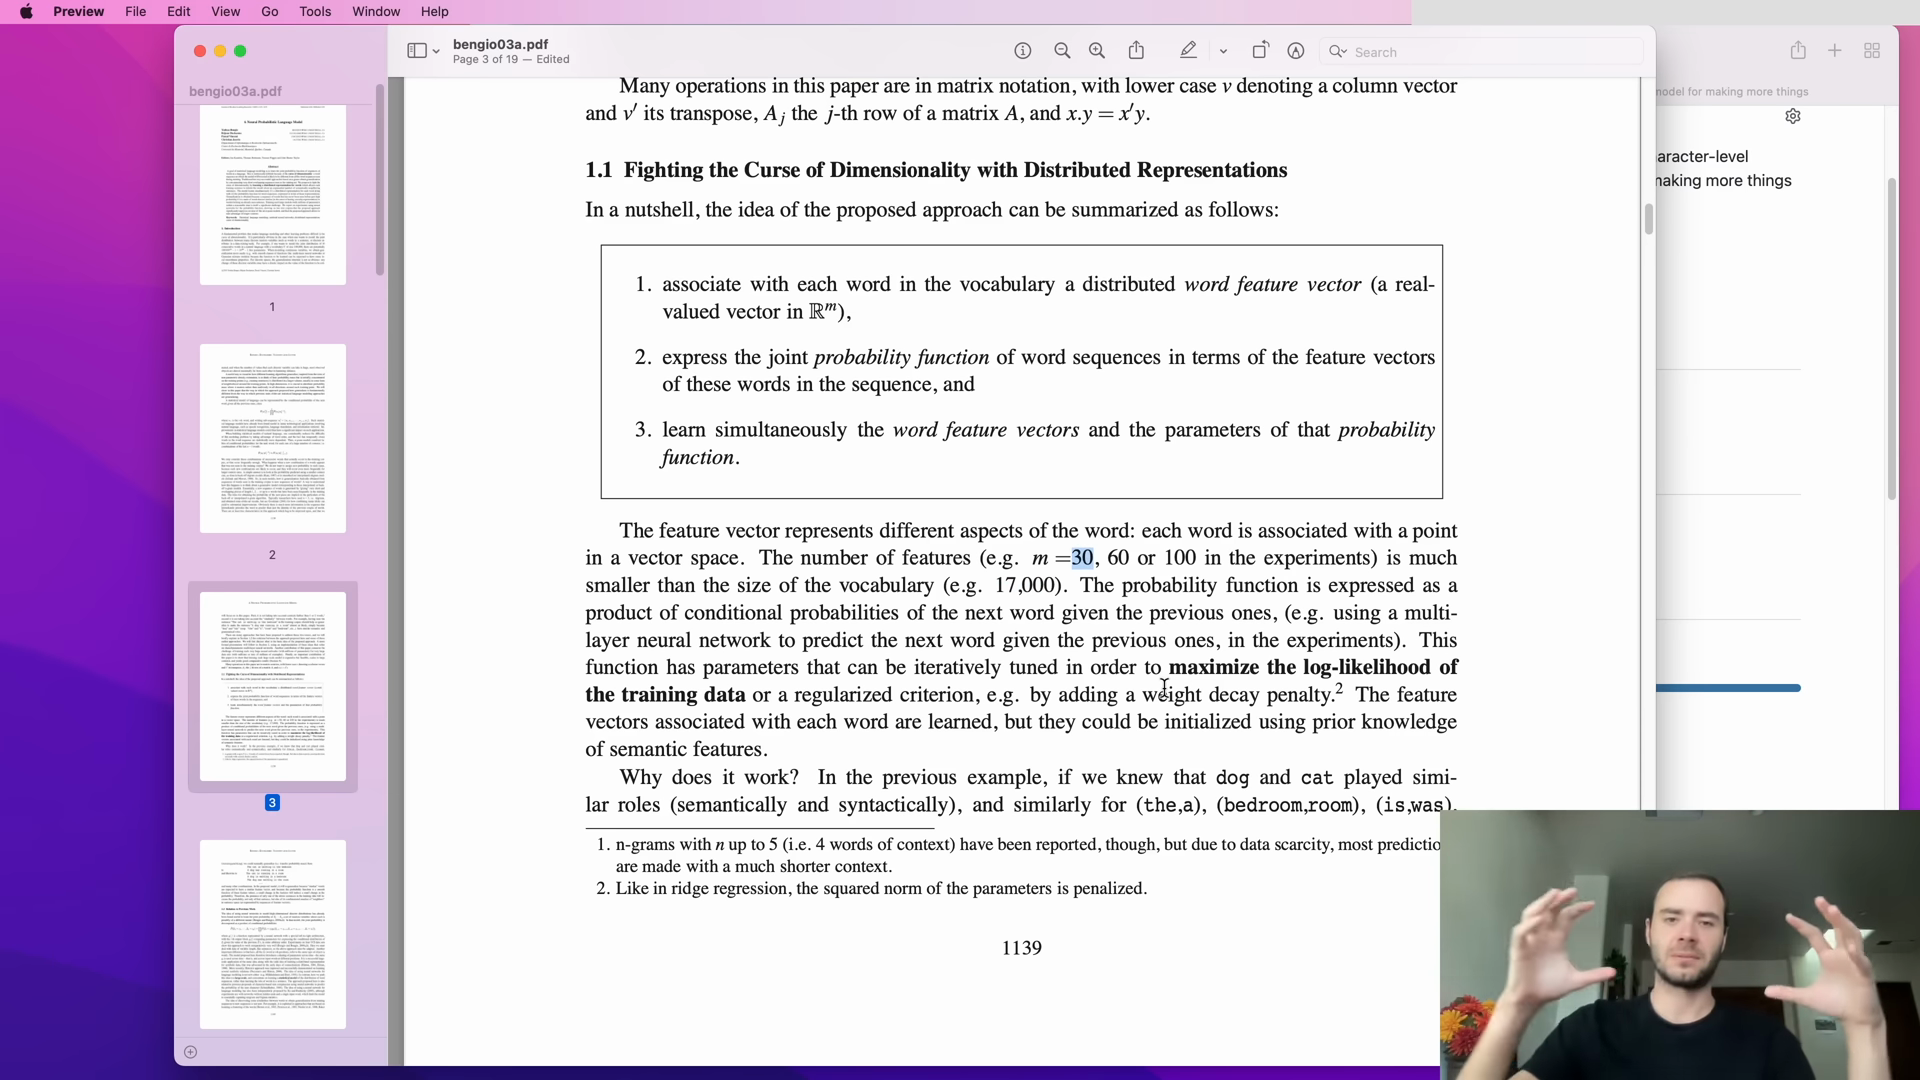 Preview File Edit View Go Tools Window Help
bengio03a.pdf
Page 3 of 19 — Edited
Search
bengio03a.pdf
1
2
3
Many operations in this paper are in matrix notation, with lower case v denoting a column vector
and v′ its transpose, Aj the j-th row of a matrix A, and x.y = x′y.
1.1 Fighting the Curse of Dimensionality with Distributed Representations
In a nutshell, the idea of the proposed approach can be summarized as follows:
1. associate with each word in the vocabulary a distributed word feature vector (a real-
valued vector in ℝᵐ),
2. express the joint probability function of word sequences in terms of the feature vectors
of these words in the sequence, and
3. learn simultaneously the word feature vectors and the parameters of that probability
function.
The feature vector represents different aspects of the word: each word is associated with a point
in a vector space. The number of features (e.g. m =30, 60 or 100 in the experiments) is much
smaller than the size of the vocabulary (e.g. 17,000). The probability function is expressed as a
product of conditional probabilities of the next word given the previous ones, (e.g. using a multi-
layer neural network to predict the next word given the previous ones, in the experiments). This
function has parameters that can be iteratively tuned in order to maximize the log-likelihood of
the training data or a regularized criterion, e.g. by adding a weight decay penalty.² The feature
vectors associated with each word are learned, but they could be initialized using prior knowledge
of semantic features.
Why does it work? In the previous example, if we knew that dog and cat played simi-
lar roles (semantically and syntactically), and similarly for (the,a), (bedroom,room), (is,was),
1. n-grams with n up to 5 (i.e. 4 words of context) have been reported, though, but due to data scarcity, most predictio
are made with a much shorter context.
2. Like in ridge regression, the squared norm of the parameters is penalized.
1139
model for making more things
aracter-level
making more things